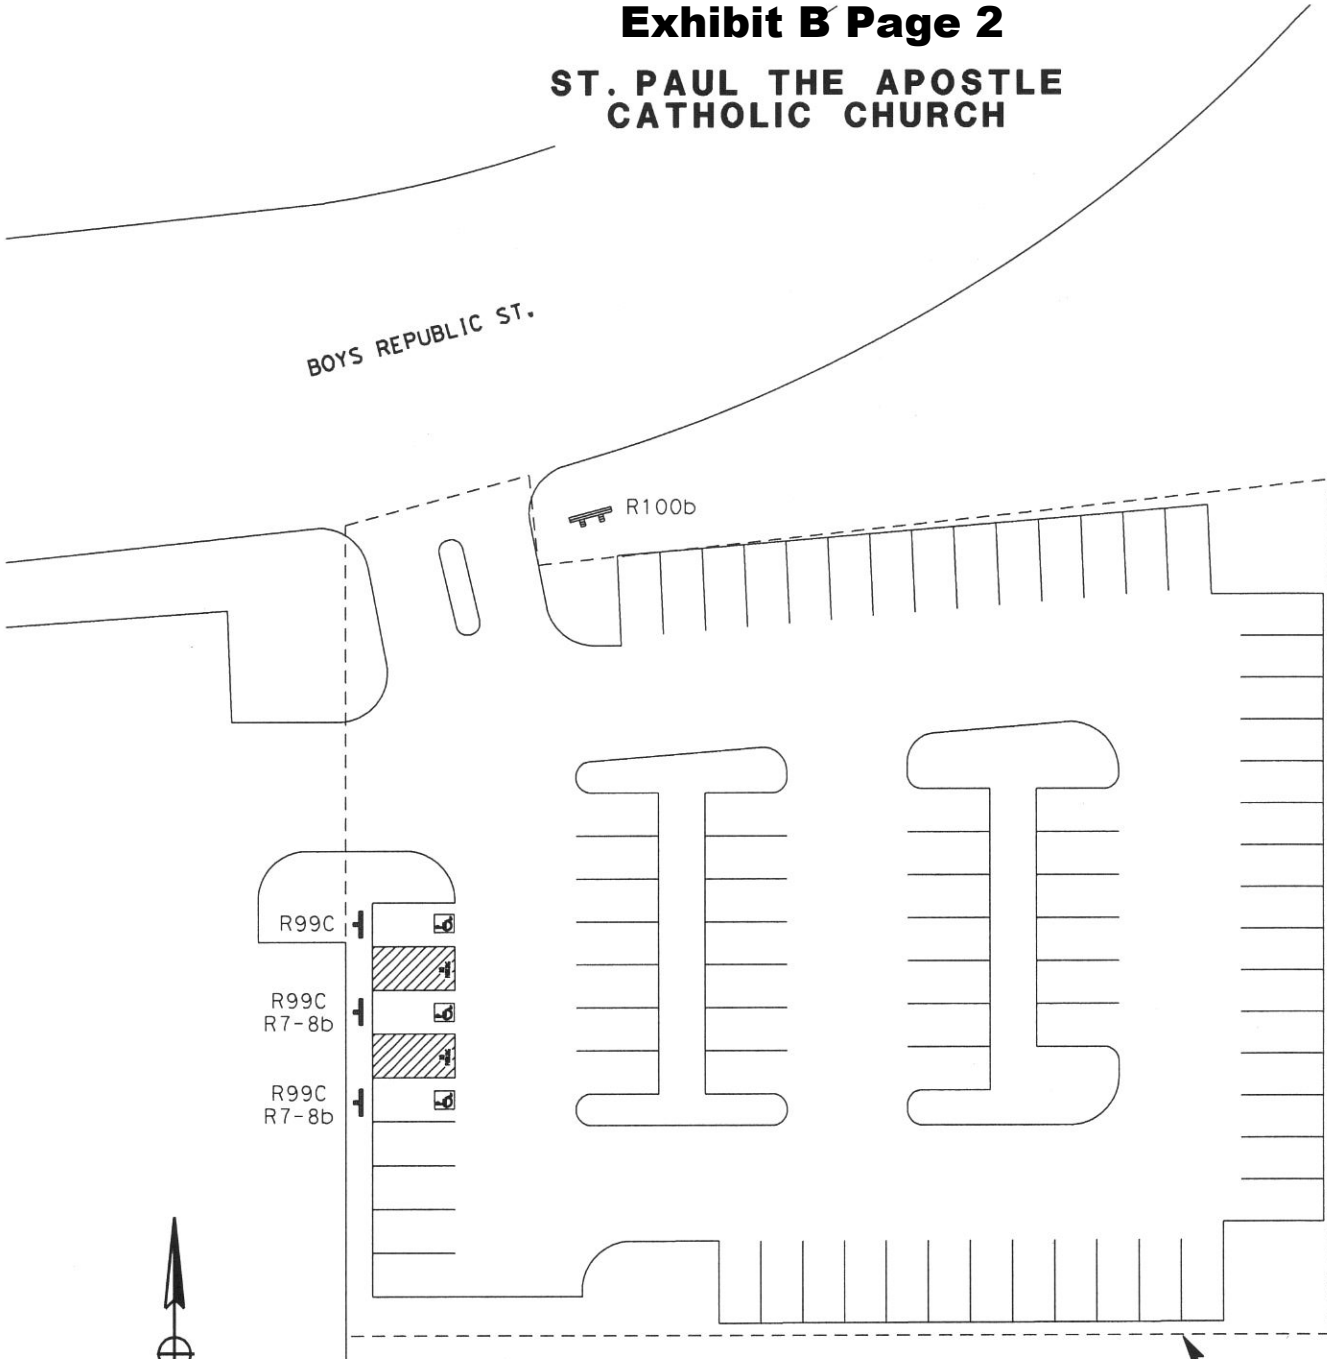 Exhibit B Page 2
ST. PAUL THE APOSTLE
CATHOLIC CHURCH
BOYS REPUBLIC ST.
R100b
R99C
R99C
R7-8b
R99C
R7-8b